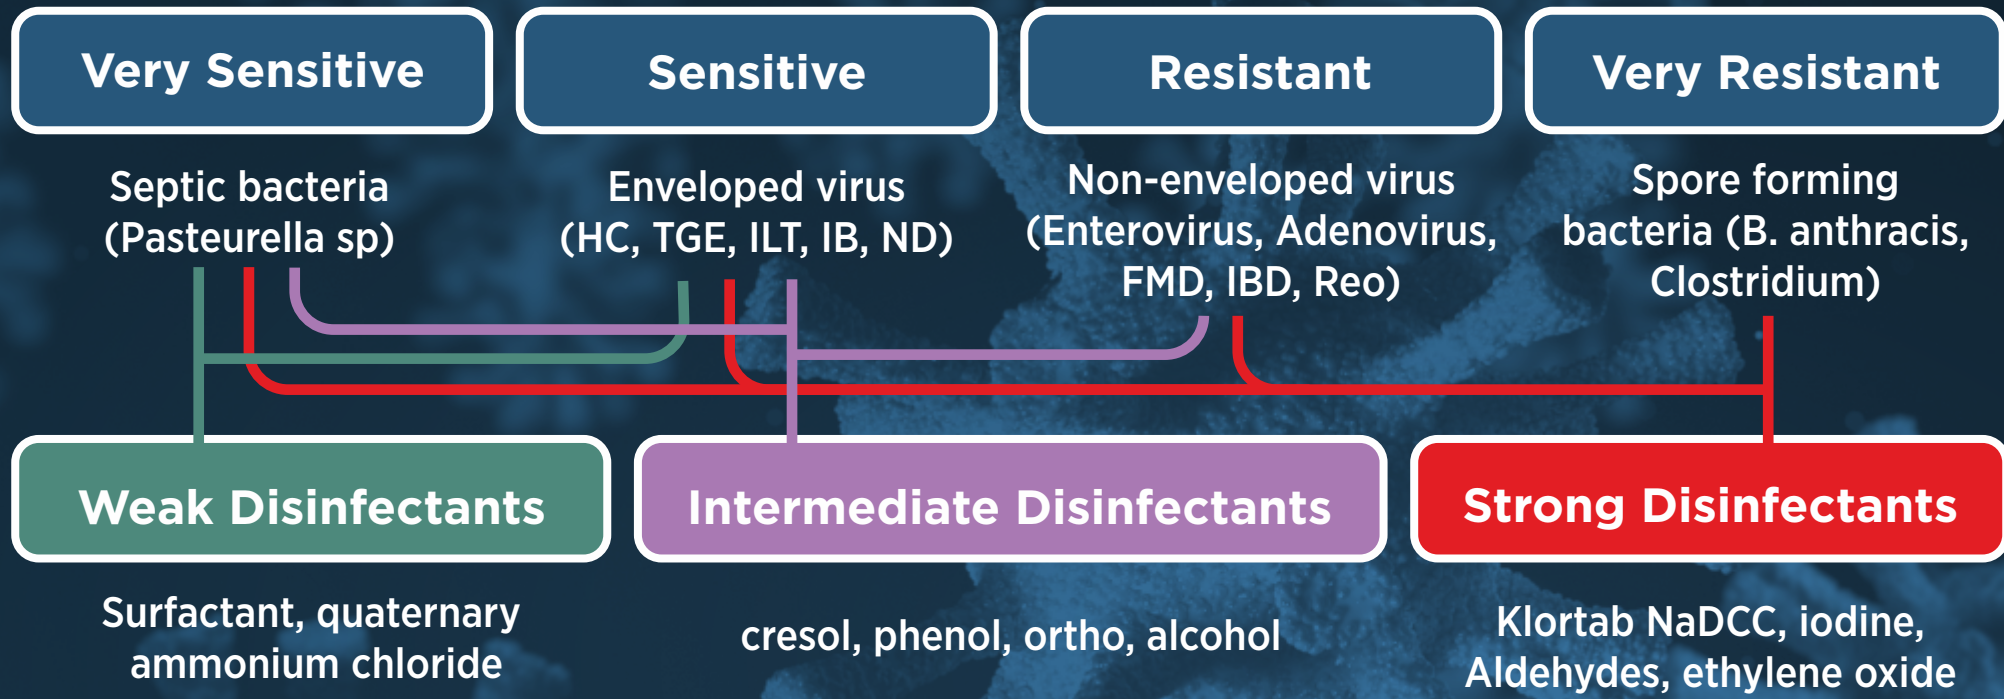 Very Sensitive
Sensitive
Resistant
Very Resistant
Septic bacteria
(Pasteurella sp)
Enveloped virus
(HC, TGE, ILT, IB, ND)
Non-enveloped virus
(Enterovirus, Adenovirus,
FMD, IBD, Reo)
Spore forming
bacteria (B. anthracis,
Clostridium)
Weak Disinfectants
Intermediate Disinfectants
Strong Disinfectants
Surfactant, quaternary
ammonium chloride
cresol, phenol, ortho, alcohol
Klortab NaDCC, iodine,
Aldehydes, ethylene oxide